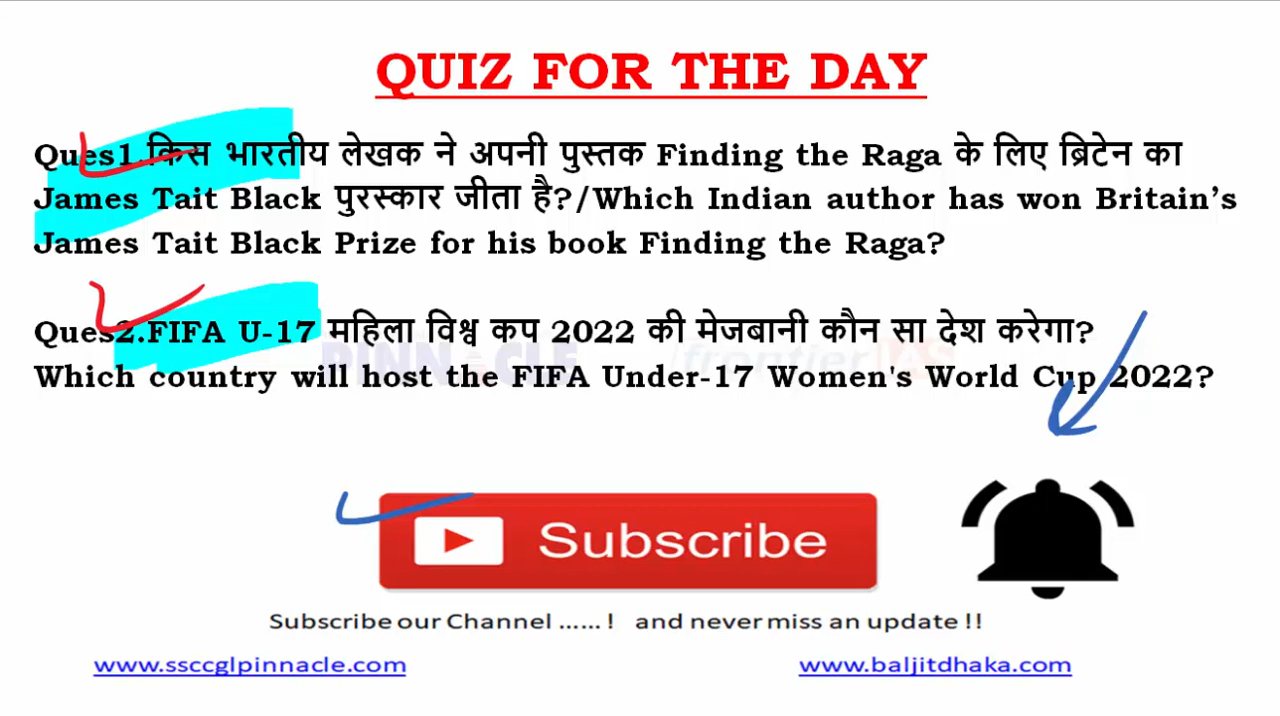 QUIZ FOR THE DAY
Ques1.किस भारतीय लेखक ने अपनी पुस्तक Finding the Raga के लिए ब्रिटेन का
James Tait Black पुरस्कार जीता है?/Which Indian author has won Britain’s
James Tait Black Prize for his book Finding the Raga?
Ques2.FIFA U-17 महिला विश्व कप 2022 की मेजबानी कौन सा देश करेगा?
PINNACLE frontier IAS
Which country will host the FIFA Under-17 Women's World Cup 2022?
Subscribe
Subscribe our Channel ......! and never miss an update !!
www.ssccglpinnacle.com www.baljitdhaka.com